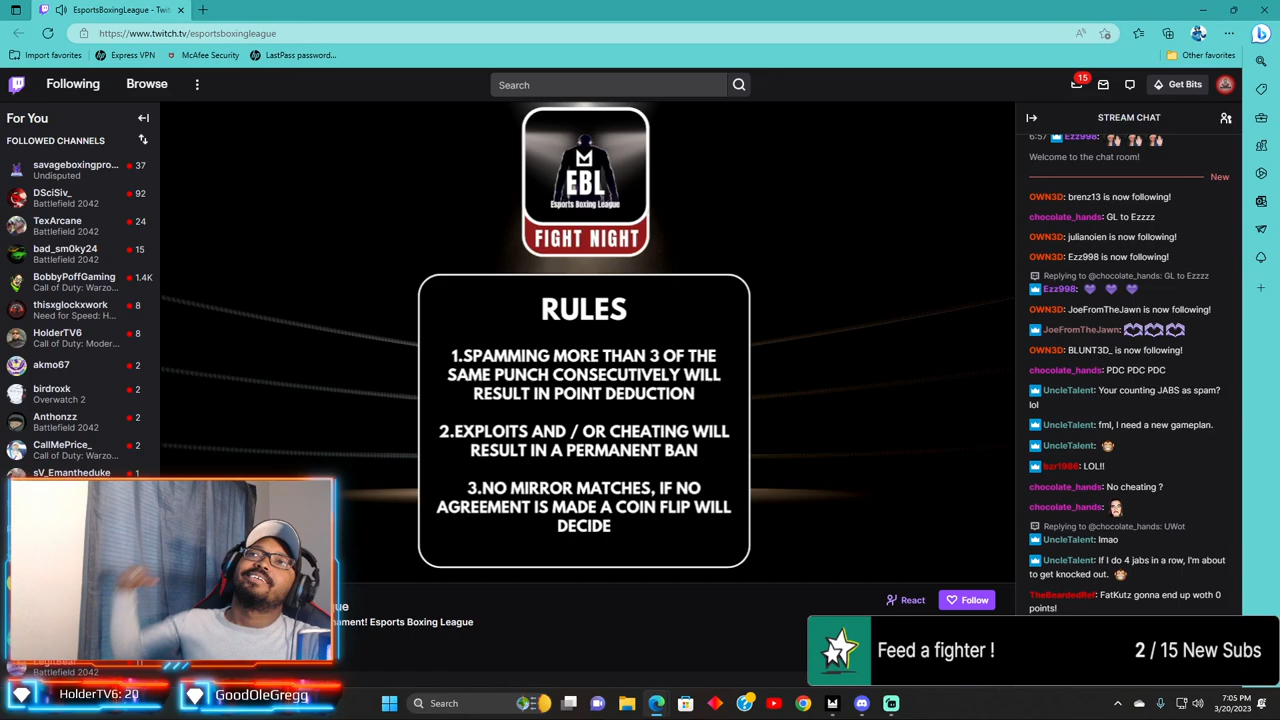 EsportsBoxingLeague - Twitc
https://www.twitch.tv/esportsboxingleague
Import favorites
Express VPN
McAfee Security
LastPass password...
Other favorites
Following
Browse
Search
15
Get Bits
For You
FOLLOWED CHANNELS
savageboxingpro...
37
Undisputed
DSciSiv_
92
Battlefield 2042
TexArcane
24
Battlefield 2042
bad_sm0ky24
15
Battlefield 2042
BobbyPoffGaming
1.4K
Call of Duty: Warzo...
thisxglockwork
8
Need for Speed: H...
HolderTV6
8
Call of Duty: Moder...
akmo67
2
birdroxk
2
Overwatch 2
Anthonzz
2
CallMePrice_
2
Call of Duty: Warzo...
sV_Emantheduke
1
Battlefield 2042
HolderTV6: 20
GoodOleGregg
EBL
Esports Boxing League
FIGHT NIGHT
RULES
1.SPAMMING MORE THAN 3 OF THE
SAME PUNCH CONSECUTIVELY WILL
RESULT IN POINT DEDUCTION
2.EXPLOITS AND / OR CHEATING WILL
RESULT IN A PERMANENT BAN
3.NO MIRROR MATCHES, IF NO
AGREEMENT IS MADE A COIN FLIP WILL
DECIDE
React
Follow
nament! Esports Boxing League
STREAM CHAT
6:57 Ezz998:
Welcome to the chat room!
New
OWN3D: brenz13 is now following!
chocolate_hands: GL to Ezzzz
OWN3D: julianoien is now following!
OWN3D: Ezz998 is now following!
Replying to @chocolate_hands: GL to Ezzzz
Ezz998:
OWN3D: JoeFromTheJawn is now following!
JoeFromTheJawn:
OWN3D: BLUNT3D_ is now following!
chocolate_hands: PDC PDC PDC
UncleTalent: Your counting JABS as spam?
lol
UncleTalent: fml, I need a new gameplan.
UncleTalent:
bzr1986: LOL!!
chocolate_hands: No cheating ?
chocolate_hands:
Replying to @chocolate_hands: UWot
UncleTalent: lmao
UncleTalent: If I do 4 jabs in a row, I'm about
to get knocked out.
TheBeardedRef: FatKutz gonna end up woth 0
points!
Feed a fighter !
2 / 15 New Subs
Search
7:05 PM
3/20/2023